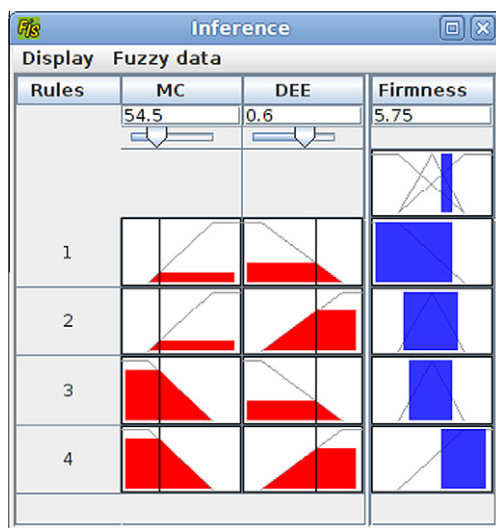 Fis Inference
Display Fuzzy data
Rules MC DEE Firmness
54.5 0.6 5.75
1
2
3
4